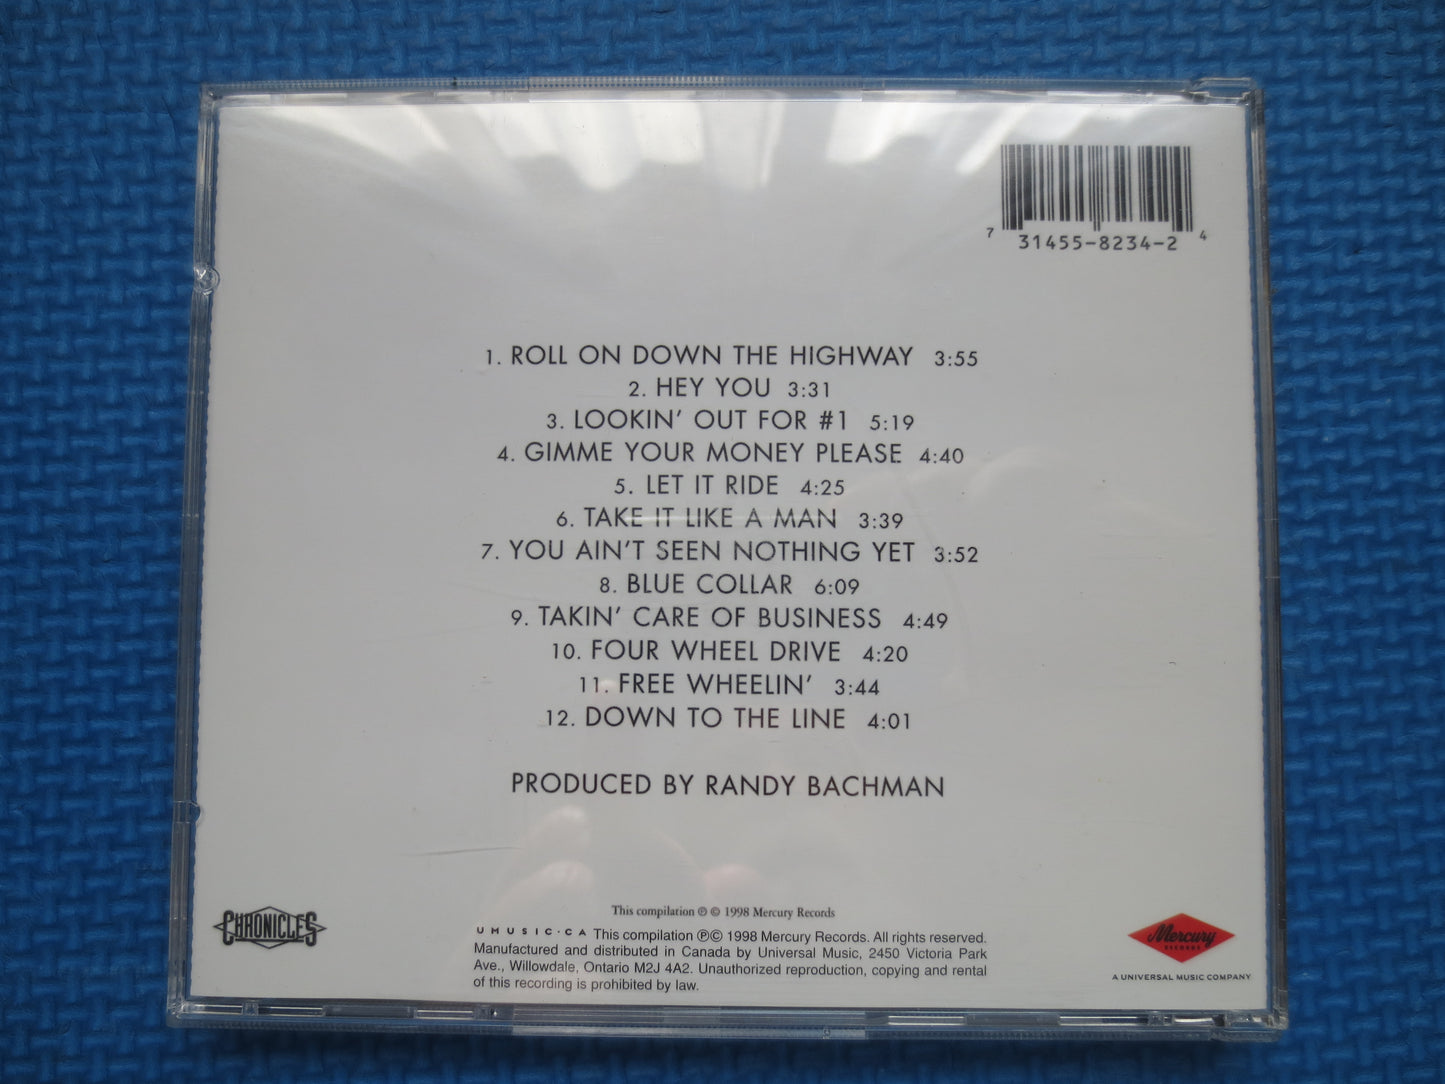 7 31455-8234-2 4
1. ROLL ON DOWN THE HIGHWAY 3:55
2. HEY YOU 3:31
3. LOOKIN' OUT FOR #1 5:19
4. GIMME YOUR MONEY PLEASE 4:40
5. LET IT RIDE 4:25
6. TAKE IT LIKE A MAN 3:39
7. YOU AIN'T SEEN NOTHING YET 3:52
8. BLUE COLLAR 6:09
9. TAKIN' CARE OF BUSINESS 4:49
10. FOUR WHEEL DRIVE 4:20
11. FREE WHEELIN' 3:44
12. DOWN TO THE LINE 4:01
PRODUCED BY RANDY BACHMAN
CHRONICLES
This compilation ℗ © 1998 Mercury Records
UMUSIC.CA This compilation ℗© 1998 Mercury Records. All rights reserved.
Manufactured and distributed in Canada by Universal Music, 2450 Victoria Park
Ave., Willowdale, Ontario M2J 4A2. Unauthorized reproduction, copying and rental
of this recording is prohibited by law.
Mercury
RECORDS
A UNIVERSAL MUSIC COMPANY